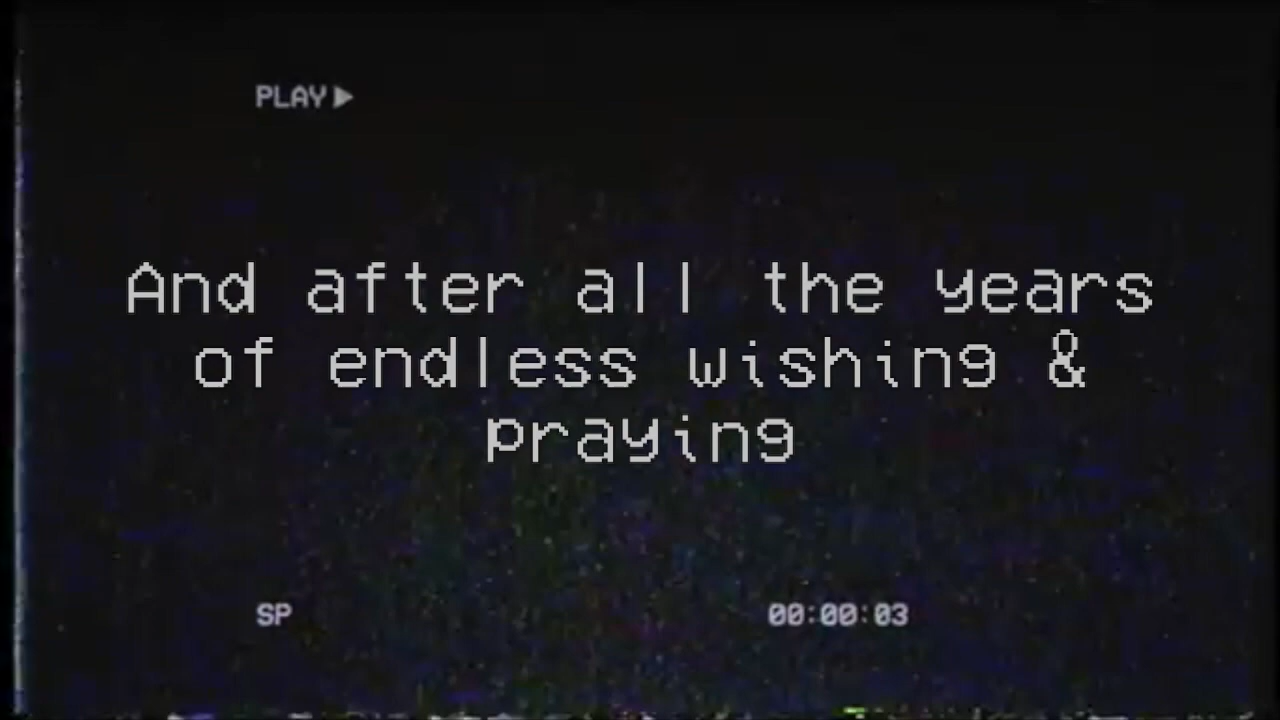 PLAY▶
And after all the years
of endless wishing &
praying
SP
00:00:03